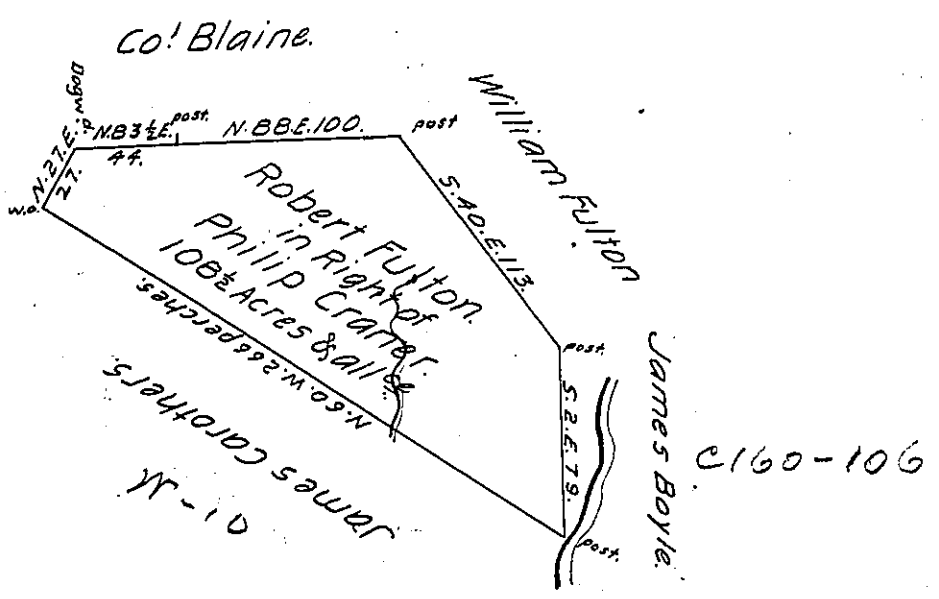 Co! Blaine.
Dogw.d.
N.27.E.
27.
w.o.
N.83½E.
44.
post.
N.88.E.100.
post
William Fulton
S.40.E.113.
Robert Fulton.
in Right of
Philip Cramer.
108½ Acres & all &c.
post.
S.2.E.79.
James Boyle.
C160-106
post.
N.60.W.266 perches.
James Carothers